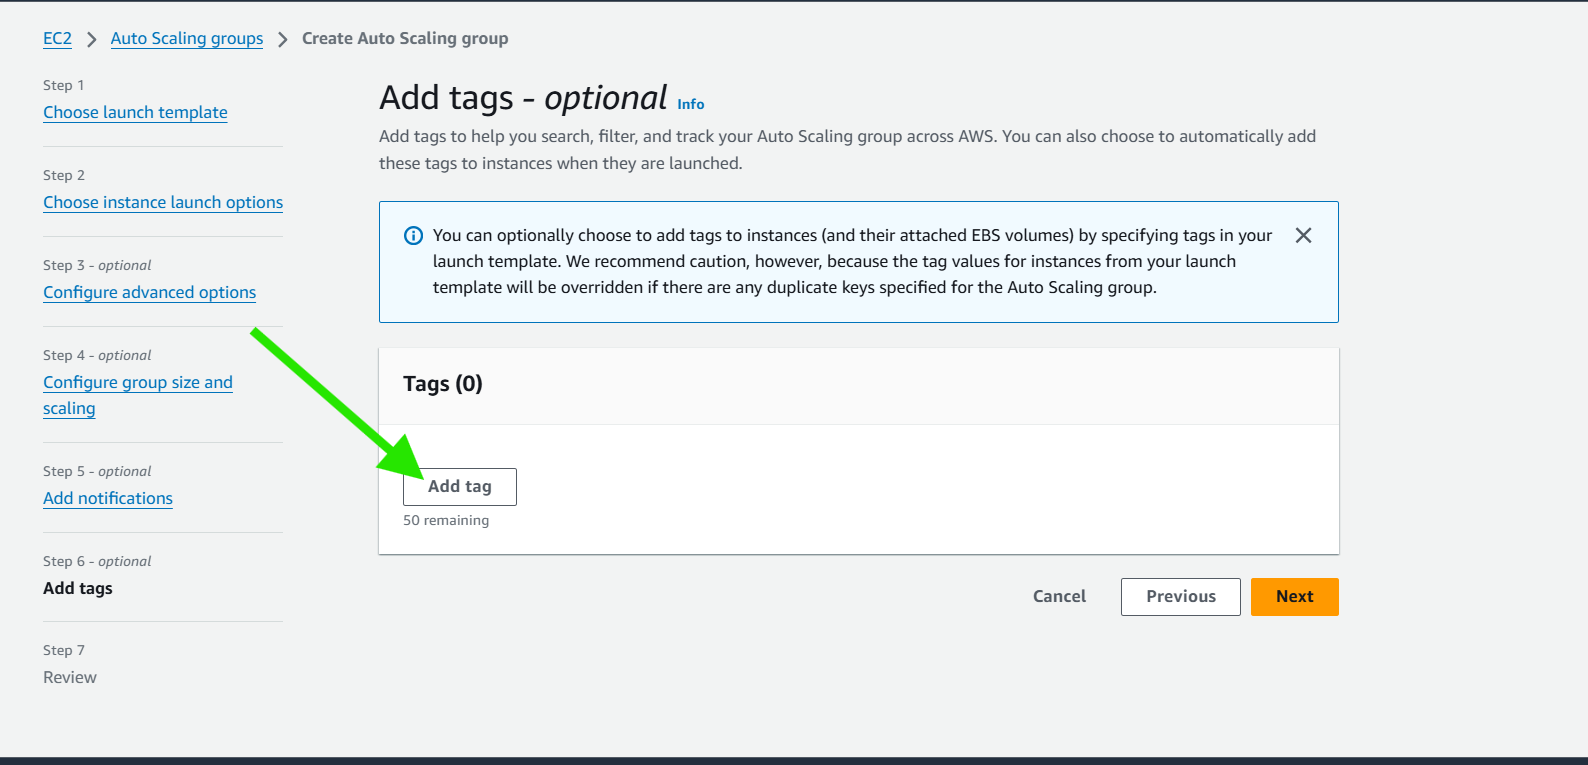 EC2 > Auto Scaling groups > Create Auto Scaling group
Step 1
Choose launch template
Step 2
Choose instance launch options
Step 3 - optional
Configure advanced options
Step 4 - optional
Configure group size and
scaling
Step 5 - optional
Add notifications
Step 6 - optional
Add tags
Step 7
Review
Add tags - optional Info
Add tags to help you search, filter, and track your Auto Scaling group across AWS. You can also choose to automatically add
these tags to instances when they are launched.
You can optionally choose to add tags to instances (and their attached EBS volumes) by specifying tags in your
launch template. We recommend caution, however, because the tag values for instances from your launch
template will be overridden if there are any duplicate keys specified for the Auto Scaling group.
Tags (0)
Add tag
50 remaining
Cancel Previous Next